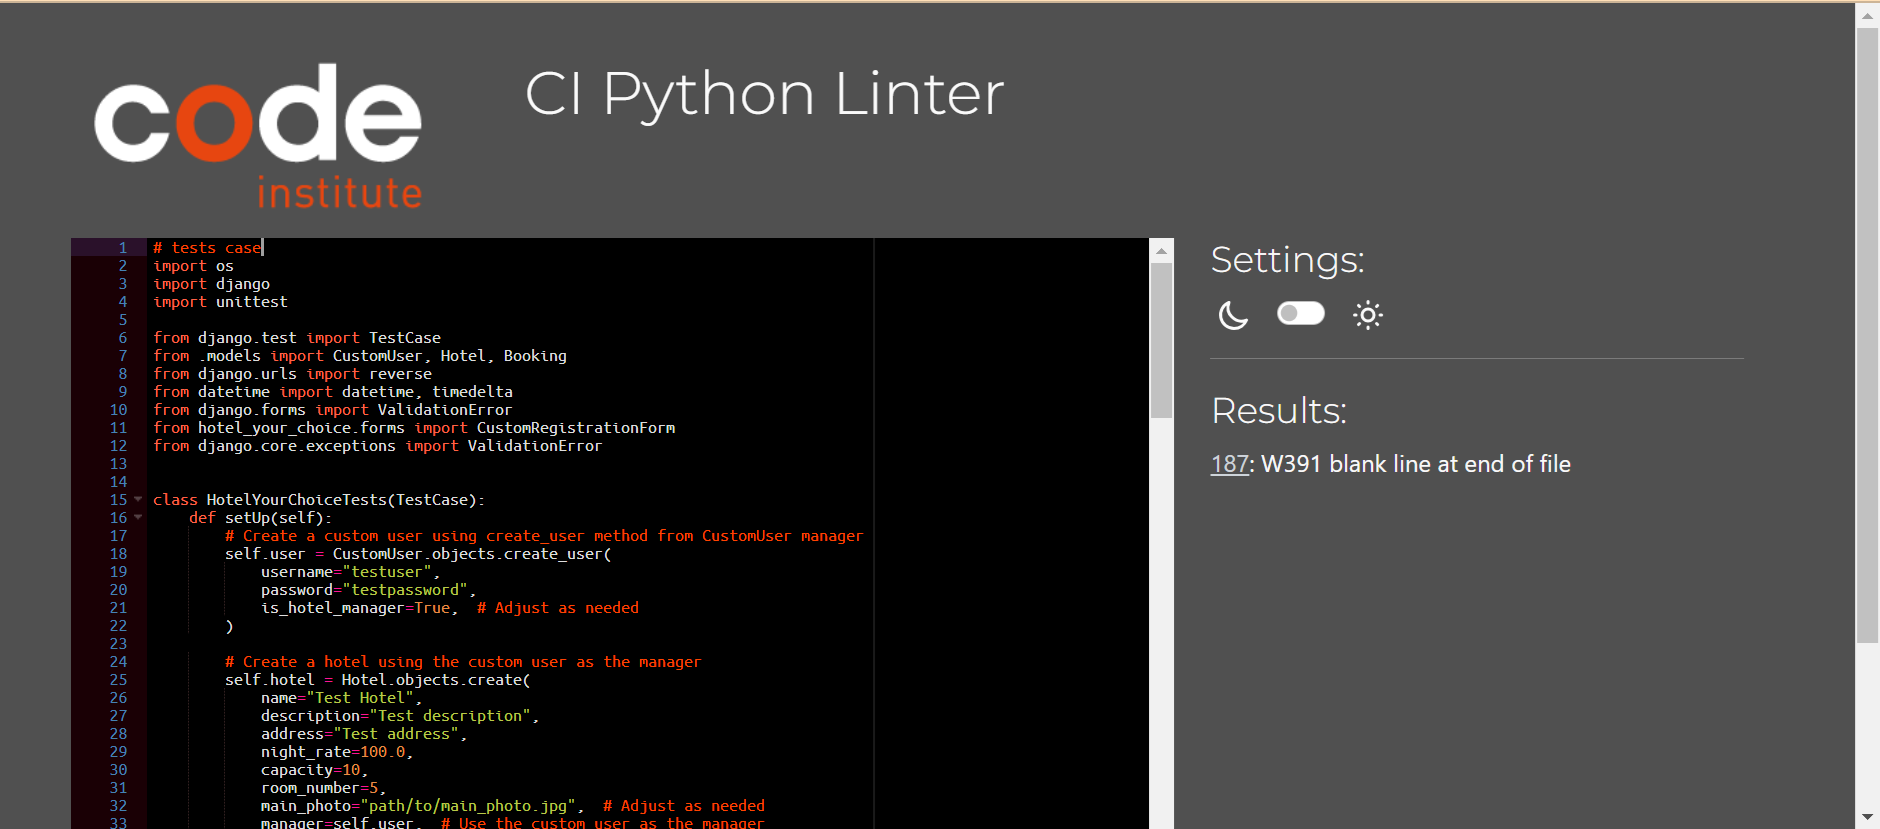 code
institute
CI Python Linter
1 # tests case
2 import os
3 import django
4 import unittest
5
6 from django.test import TestCase
7 from .models import CustomUser, Hotel, Booking
8 from django.urls import reverse
9 from datetime import datetime, timedelta
10 from django.forms import ValidationError
11 from hotel_your_choice.forms import CustomRegistrationForm
12 from django.core.exceptions import ValidationError
13
14
15 class HotelYourChoiceTests(TestCase):
16     def setUp(self):
17         # Create a custom user using create_user method from CustomUser manager
18         self.user = CustomUser.objects.create_user(
19             username="testuser",
20             password="testpassword",
21             is_hotel_manager=True,  # Adjust as needed
22         )
23
24         # Create a hotel using the custom user as the manager
25         self.hotel = Hotel.objects.create(
26             name="Test Hotel",
27             description="Test description",
28             address="Test address",
29             night_rate=100.0,
30             capacity=10,
31             room_number=5,
32             main_photo="path/to/main_photo.jpg",  # Adjust as needed
33             manager=self.user,  # Use the custom user as the manager
Settings:
Results:
187: W391 blank line at end of file